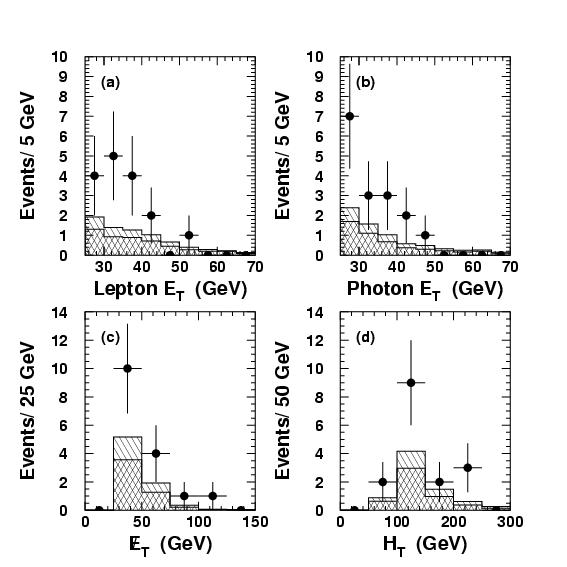 Events/ 5 GeV
10
9
8
7
6
5
4
3
2
1
0
(a)
30 40 50 60 70
Lepton E_T (GeV)
Events/ 5 GeV
10
9
8
7
6
5
4
3
2
1
0
(b)
30 40 50 60 70
Photon E_T (GeV)
Events/ 25 GeV
14
12
10
8
6
4
2
0
(c)
0 50 100 150
E̸_T (GeV)
Events/ 50 GeV
14
12
10
8
6
4
2
0
(d)
0 100 200 300
H_T (GeV)